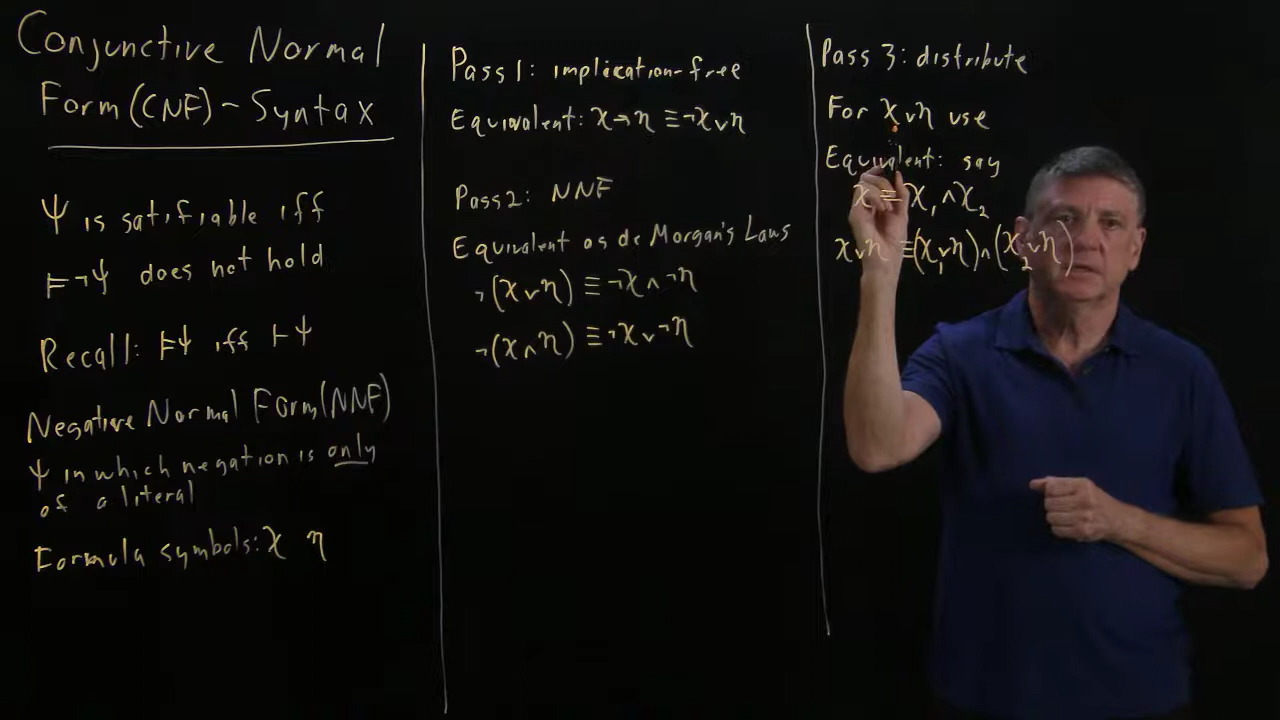 Conjunctive Normal
Form (CNF) - Syntax
Ψ is satisfiable iff
⊨¬Ψ does not hold
Recall: ⊨Ψ iff ⊢Ψ
Negative Normal Form (NNF)
Ψ in which negation is only
of a literal
Formula symbols: χ η
Pass 1: implication-free
Equivalent: χ→η ≡ ¬χ∨η
Pass 2: NNF
Equivalent as de Morgan's Laws
¬(χ∨η) ≡ ¬χ∧¬η
¬(χ∧η) ≡ ¬χ∨¬η
Pass 3: distribute
For χ∨η use
Equivalent: say
χ ≡ χ₁∧χ₂
χ∨η ≡ (χ₁∨η)∧(χ₂∨η)